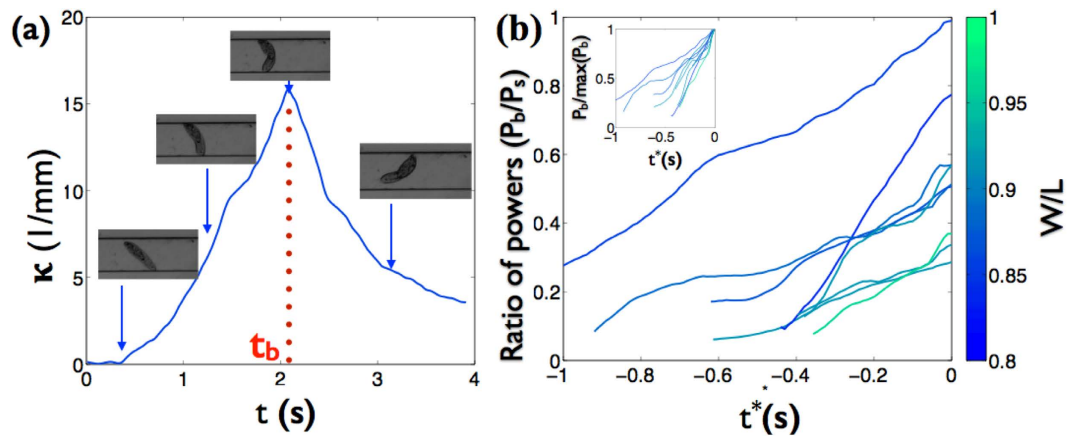 (a)
20
15
10
5
0
κ (1/mm)
t_b
0 1 2 3 4
t (s)
(b)
1
0.8
0.6
0.4
0.2
0
Ratio of powers (P_b/P_s)
−1 −0.8 −0.6 −0.4 −0.2 0
t*(s)
1
0.5
0
P_b/max(P_b)
−1 −0.5 0
t*(s)
1
0.95
0.9
0.85
0.8
W/L